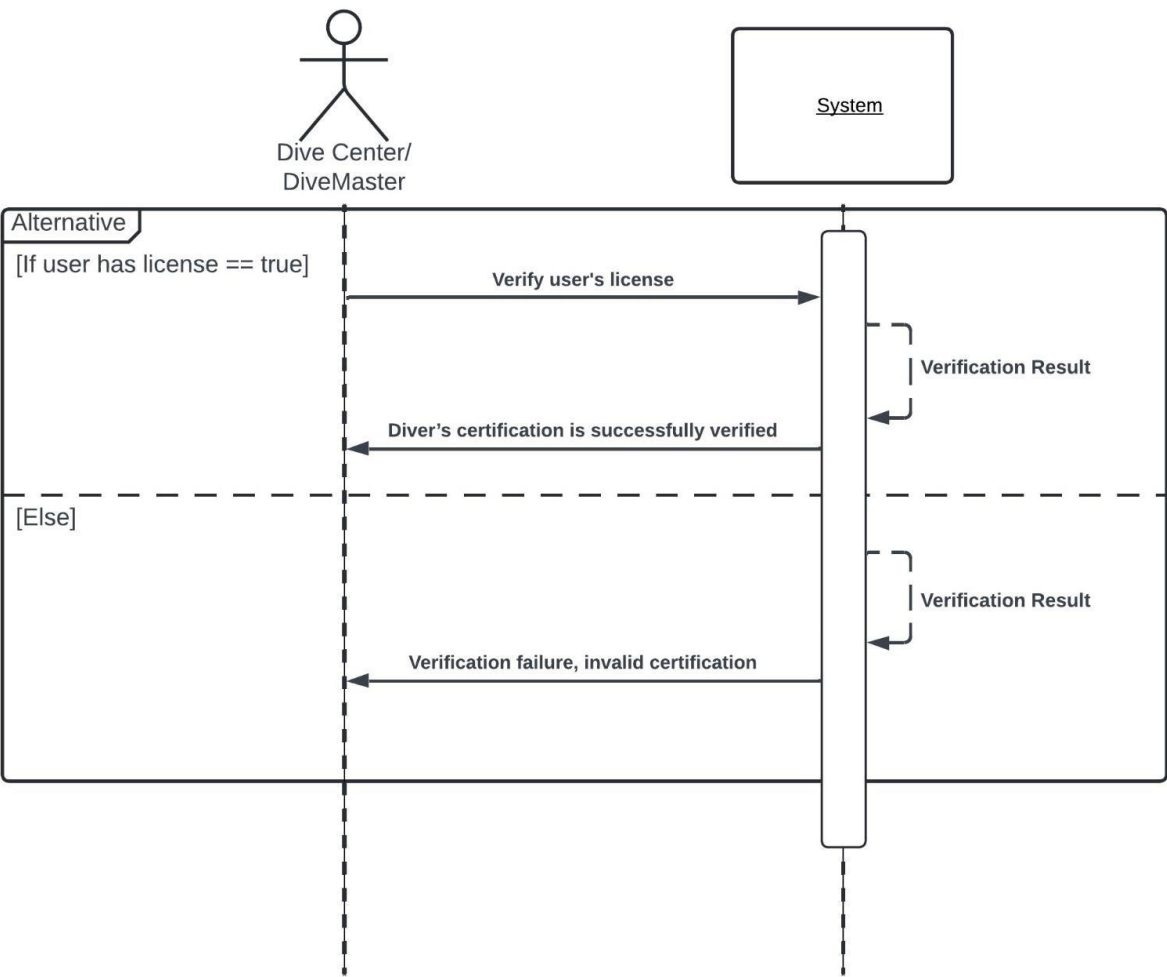 Dive Center/
DiveMaster
System
Alternative
[If user has license == true]
Verify user's license
Verification Result
Diver’s certification is successfully verified
[Else]
Verification Result
Verification failure, invalid certification